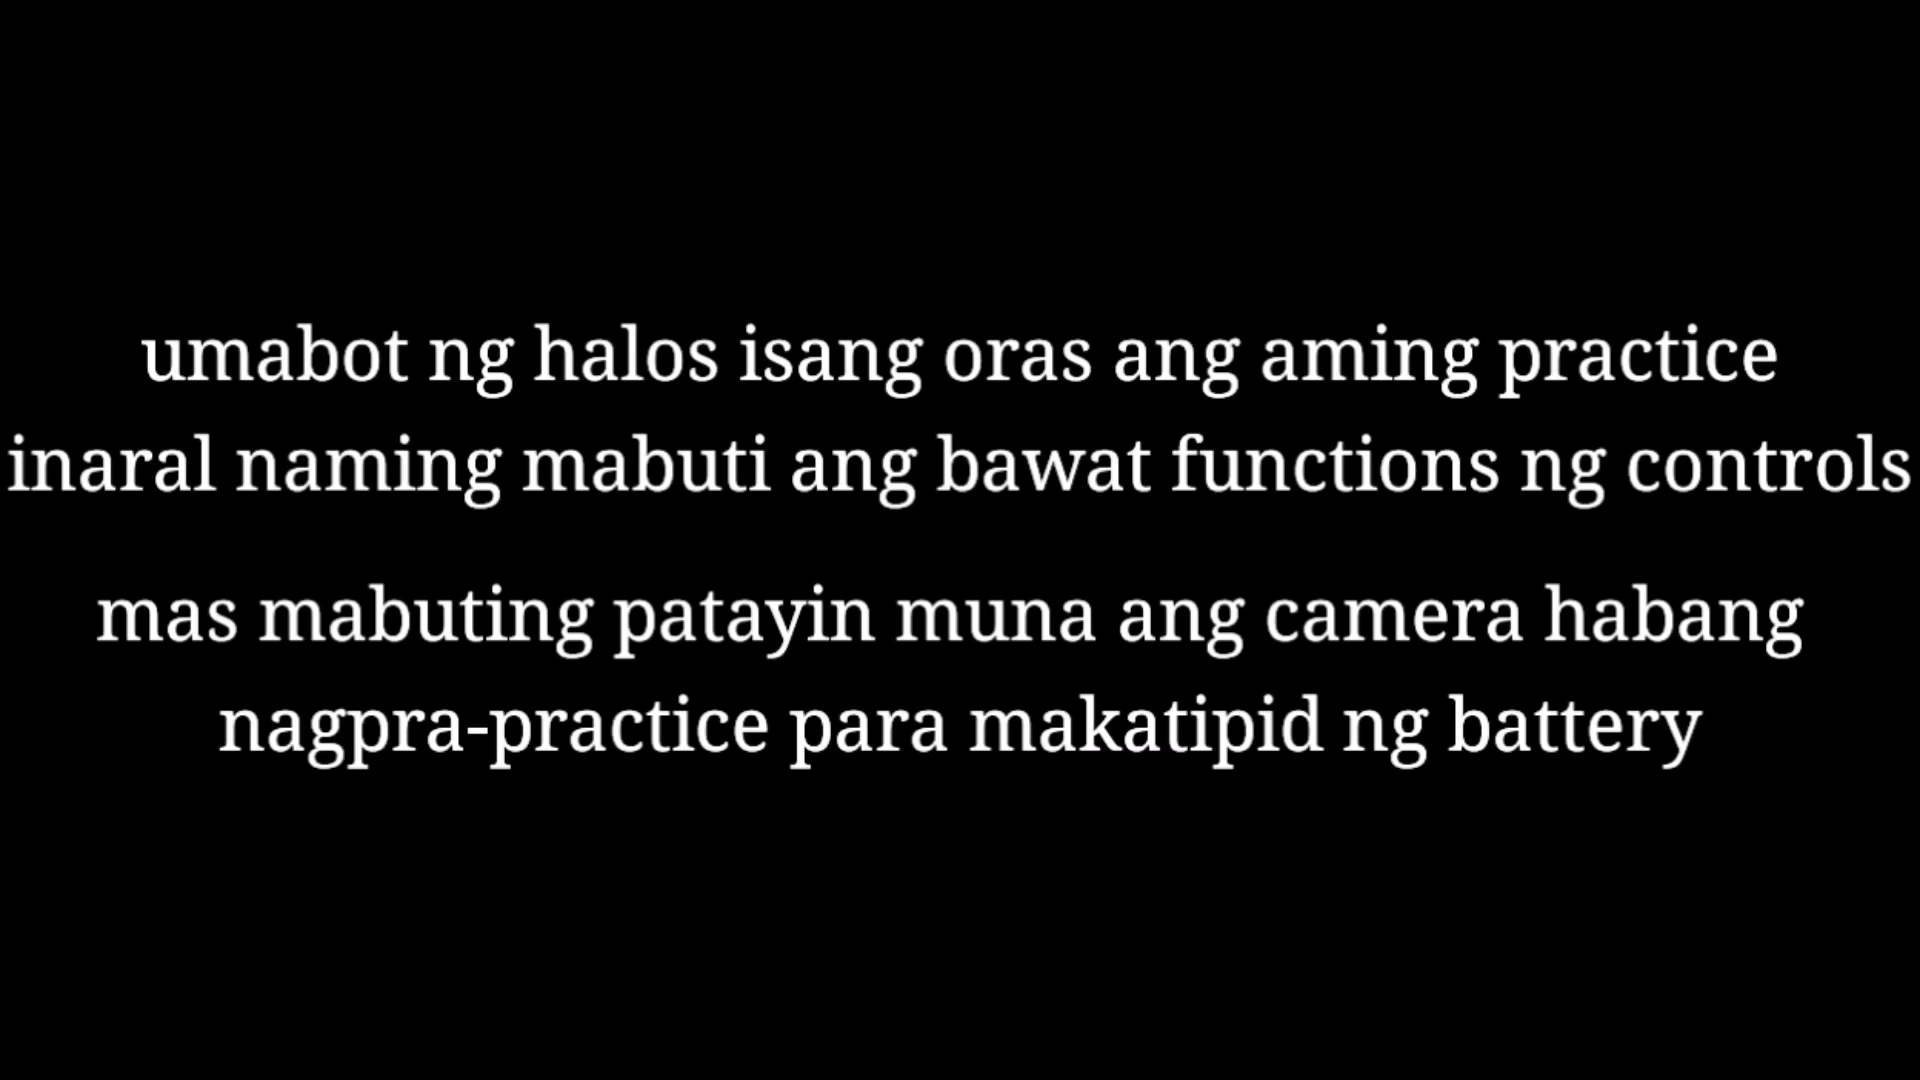 umabot ng halos isang oras ang aming practice
inaral naming mabuti ang bawat functions ng controls
mas mabuting patayin muna ang camera habang
nagpra-practice para makatipid ng battery